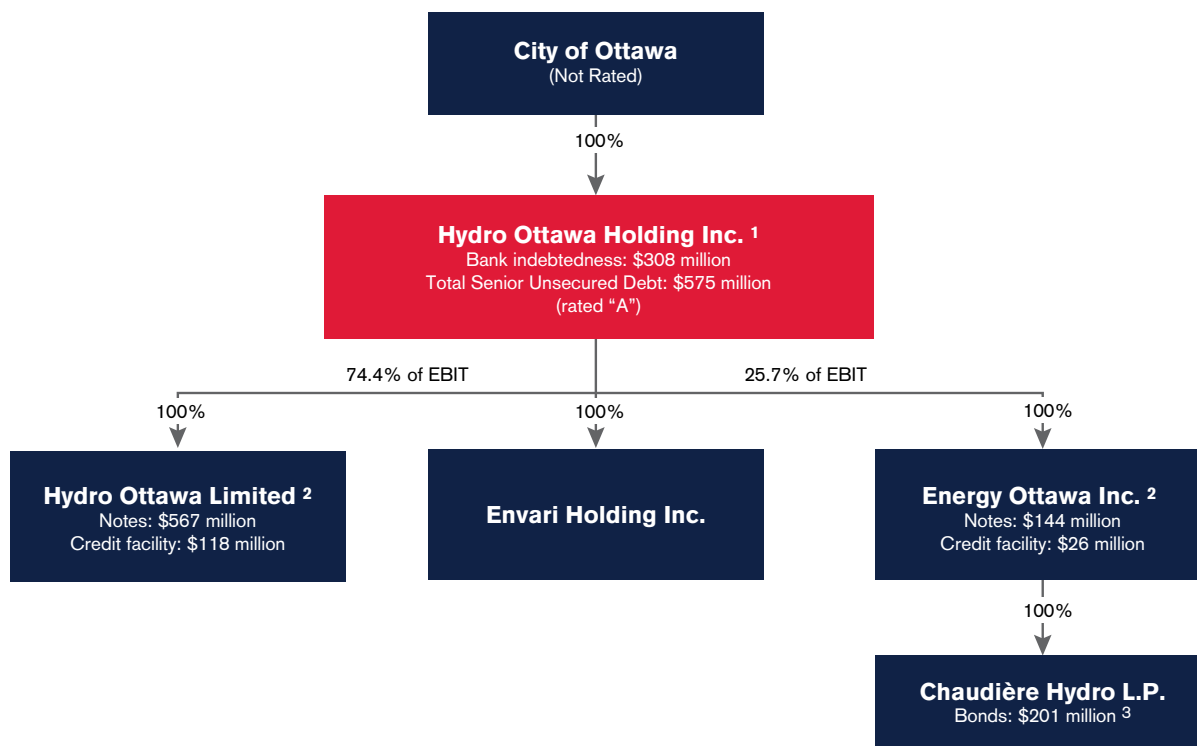 City of Ottawa
(Not Rated)
100%
Hydro Ottawa Holding Inc. 1
Bank indebtedness: $308 million
Total Senior Unsecured Debt: $575 million
(rated “A”)
74.4% of EBIT
25.7% of EBIT
100%
100%
100%
Hydro Ottawa Limited 2
Notes: $567 million
Credit facility: $118 million
Envari Holding Inc.
Energy Ottawa Inc. 2
Notes: $144 million
Credit facility: $26 million
100%
Chaudière Hydro L.P.
Bonds: $201 million 3